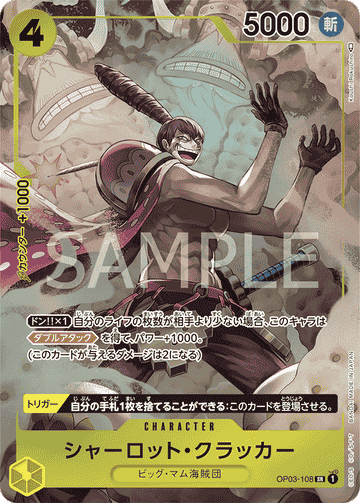 4
5000
斬
+1000
カウンター
SAMPLE
ドン!!×1 自分のライフの枚数が相手より少ない場合、このキャラは
ダブルアタック を得て、パワー+1000。
(このカードが与えるダメージは2になる)
トリガー 自分の手札1枚を捨てることができる:このカードを登場させる。
CHARACTER
シャーロット・クラッカー
ビッグ・マム海賊団
OP03-108 SR 1